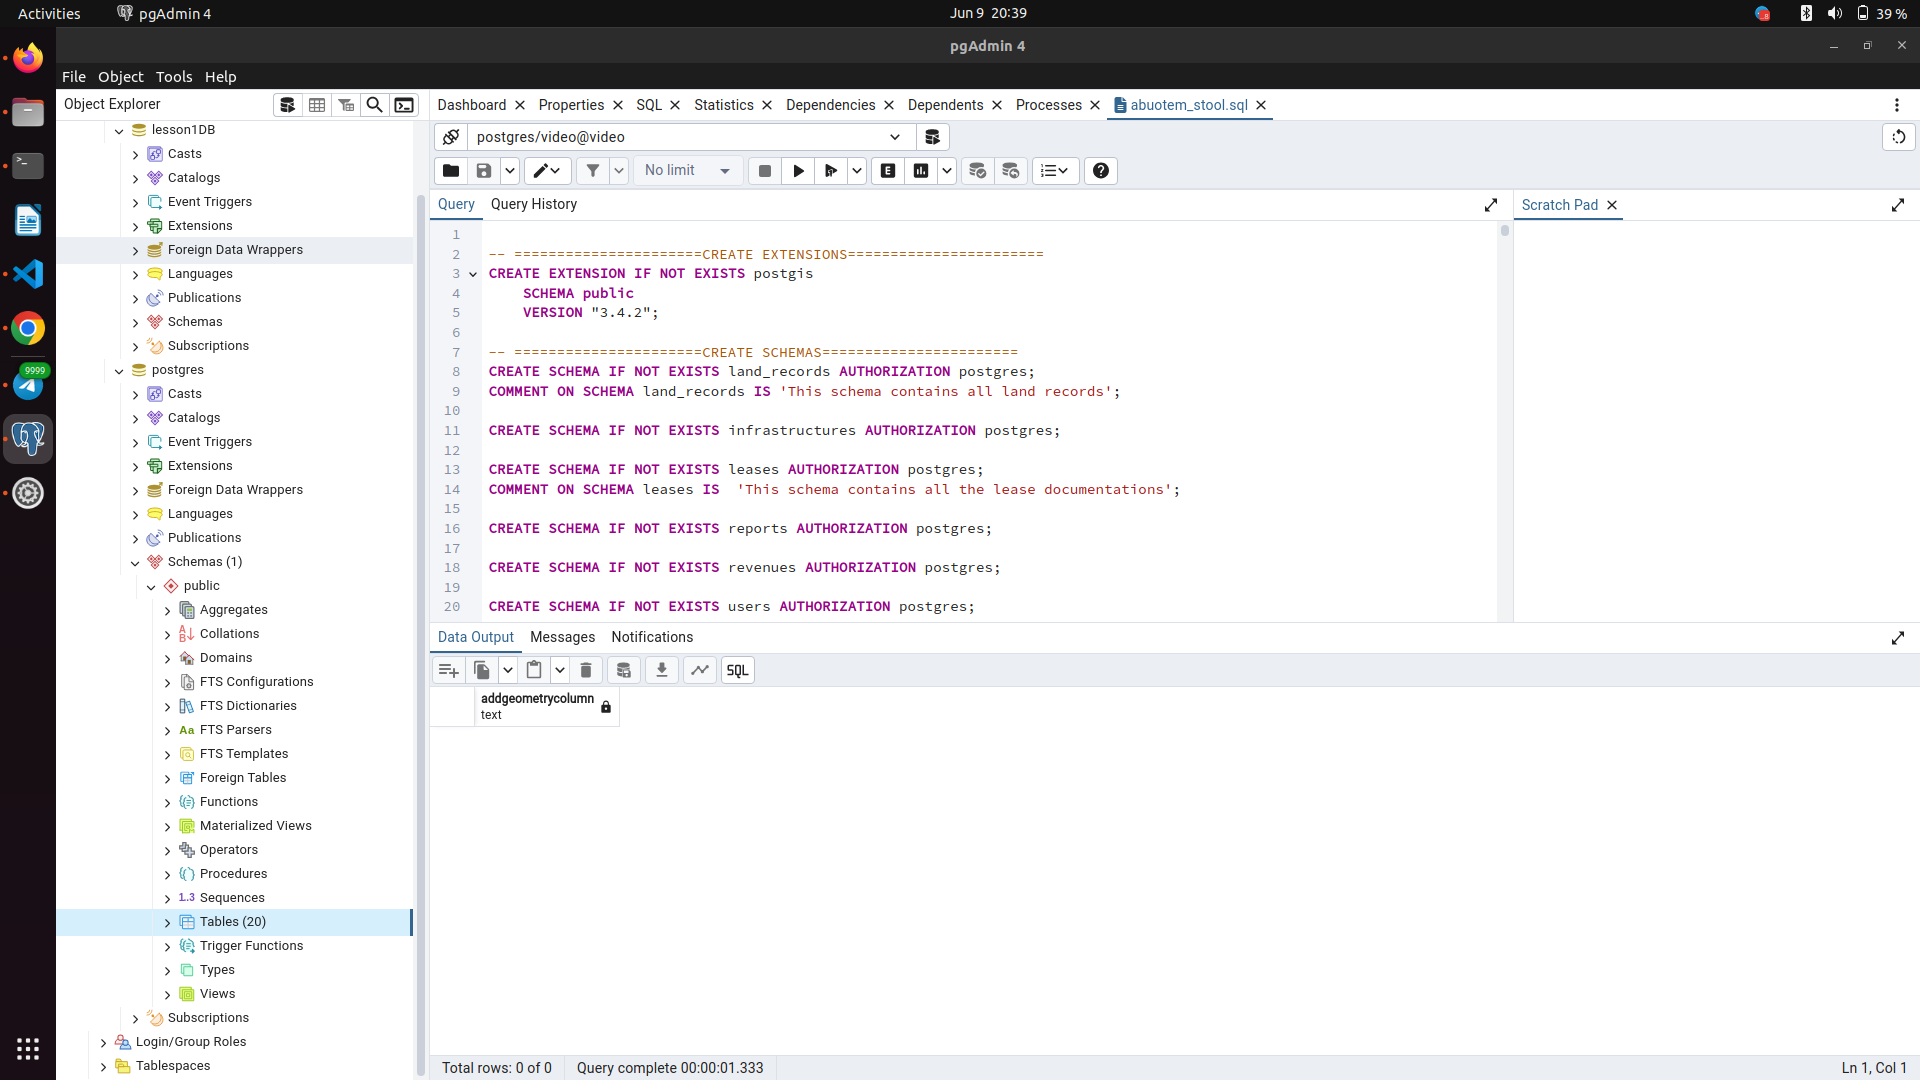 Activities
pgAdmin 4
Jun 9 20:39
39 %
pgAdmin 4
File Object Tools Help
Object Explorer
Dashboard
Properties
SQL
Statistics
Dependencies
Dependents
Processes
abuotem_stool.sql
lesson1DB
Casts
Catalogs
Event Triggers
Extensions
Foreign Data Wrappers
Languages
Publications
Schemas
Subscriptions
postgres
Casts
Catalogs
Event Triggers
Extensions
Foreign Data Wrappers
Languages
Publications
Schemas (1)
public
Aggregates
Collations
Domains
FTS Configurations
FTS Dictionaries
Aa FTS Parsers
FTS Templates
Foreign Tables
Functions
Materialized Views
Operators
Procedures
1..3 Sequences
Tables (20)
Trigger Functions
Types
Views
Subscriptions
Login/Group Roles
Tablespaces
9999
postgres/video@video
No limit
E
Query
Query History
Scratch Pad
1
2 -- ======================CREATE EXTENSIONS=======================
3 CREATE EXTENSION IF NOT EXISTS postgis
4 SCHEMA public
5 VERSION "3.4.2";
6
7 -- ======================CREATE SCHEMAS=======================
8 CREATE SCHEMA IF NOT EXISTS land_records AUTHORIZATION postgres;
9 COMMENT ON SCHEMA land_records IS 'This schema contains all land records';
10
11 CREATE SCHEMA IF NOT EXISTS infrastructures AUTHORIZATION postgres;
12
13 CREATE SCHEMA IF NOT EXISTS leases AUTHORIZATION postgres;
14 COMMENT ON SCHEMA leases IS  'This schema contains all the lease documentations';
15
16 CREATE SCHEMA IF NOT EXISTS reports AUTHORIZATION postgres;
17
18 CREATE SCHEMA IF NOT EXISTS revenues AUTHORIZATION postgres;
19
20 CREATE SCHEMA IF NOT EXISTS users AUTHORIZATION postgres;
Data Output
Messages
Notifications
SQL
addgeometrycolumn
text
Total rows: 0 of 0
Query complete 00:00:01.333
Ln 1, Col 1